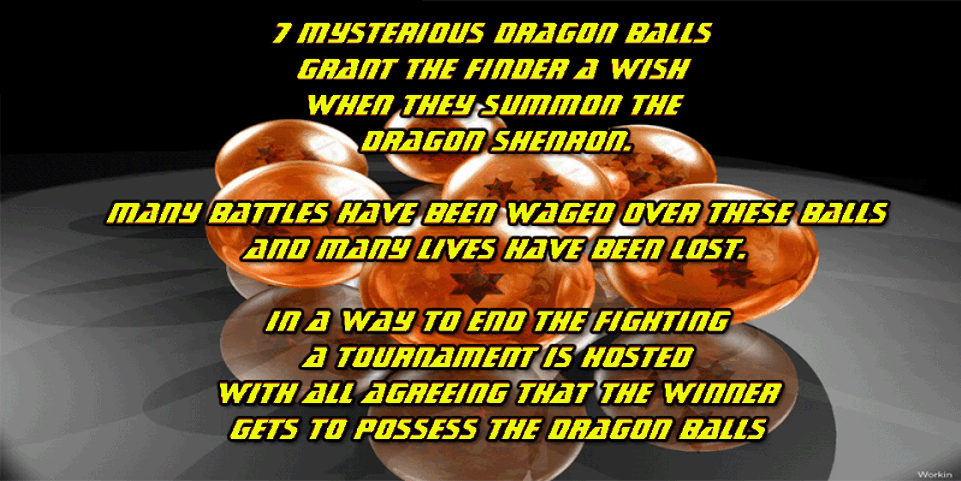 7 MYSTERIOUS DRAGON BALLS
GRANT THE FINDER A WISH
WHEN THEY SUMMON THE
DRAGON SHENRON.
MANY BATTLES HAVE BEEN WAGED OVER THESE BALLS
AND MANY LIVES HAVE BEEN LOST.
IN A WAY TO END THE FIGHTING
A TOURNAMENT IS HOSTED
WITH ALL AGREEING THAT THE WINNER
GETS TO POSSESS THE DRAGON BALLS
Workin